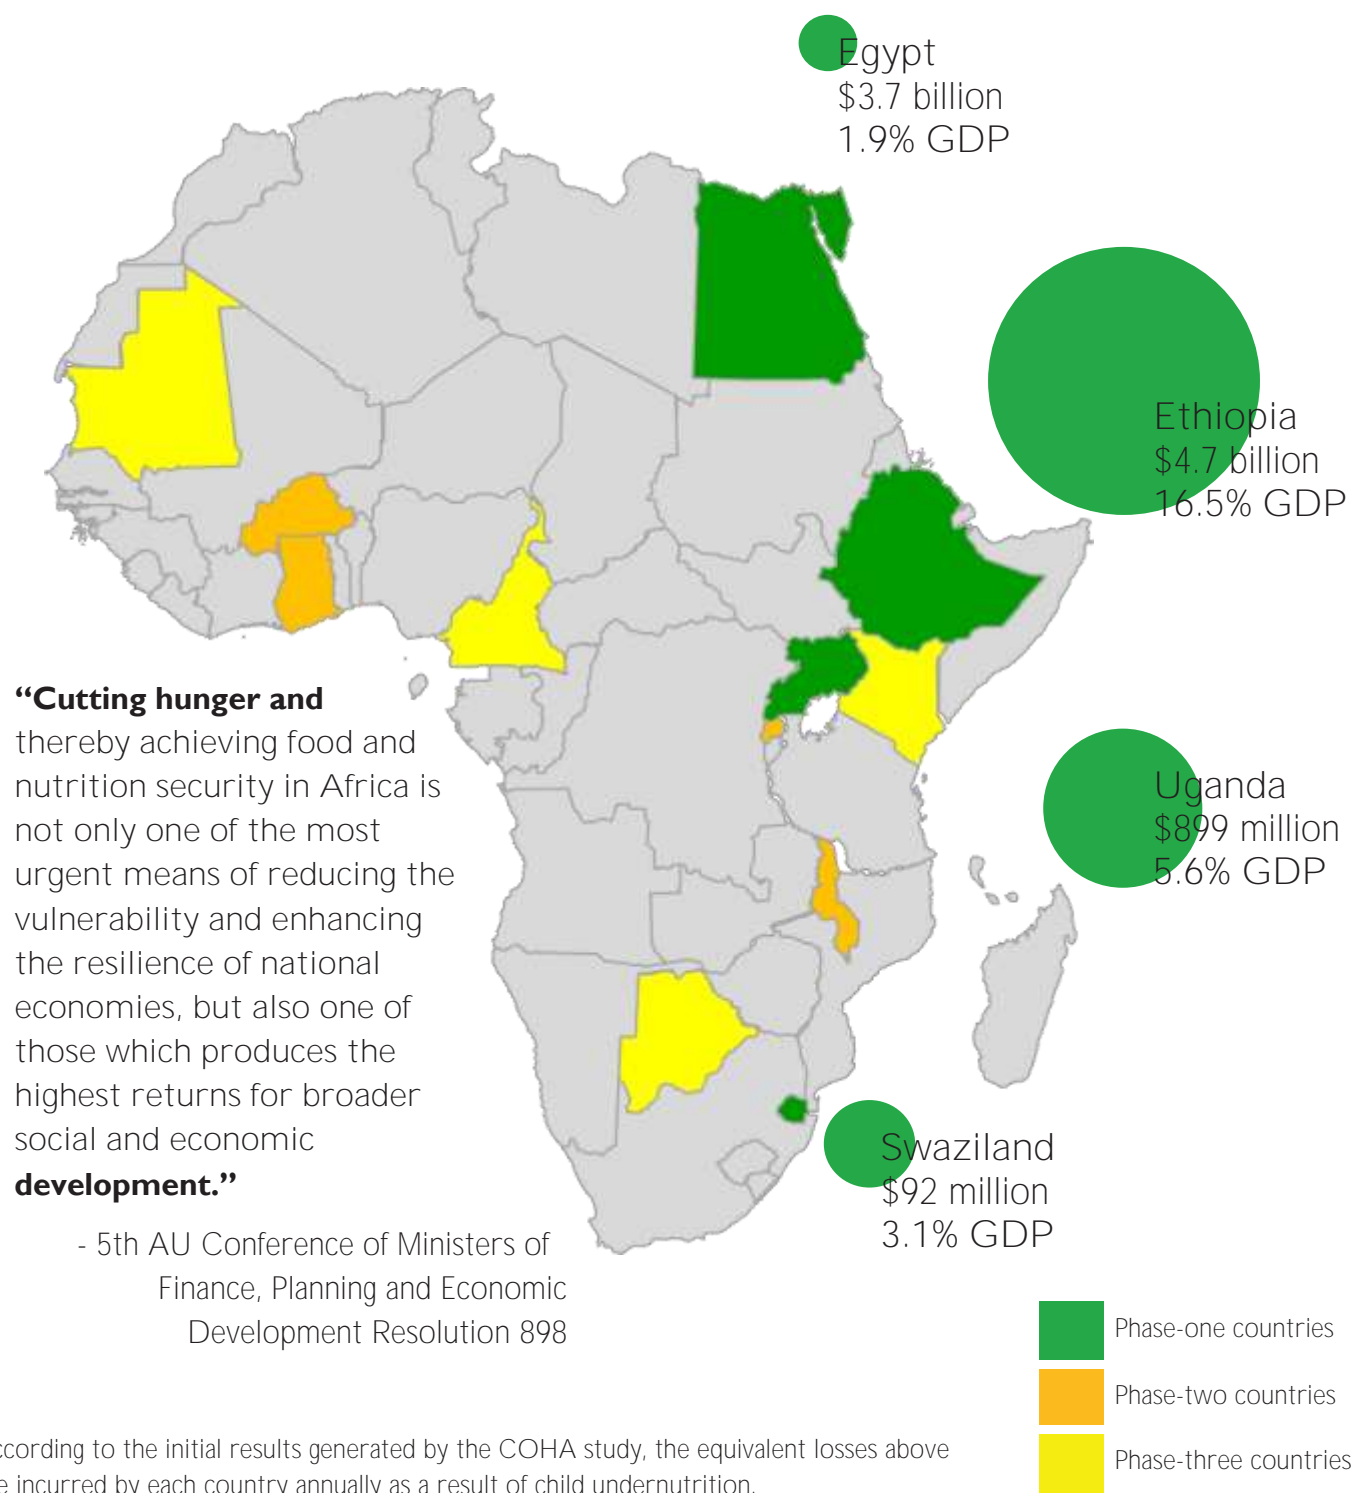 Egypt
$3.7 billion
1.9% GDP
Ethiopia
$4.7 billion
16.5% GDP
Uganda
$899 million
5.6% GDP
Swaziland
$92 million
3.1% GDP
“Cutting hunger and
thereby achieving food and
nutrition security in Africa is
not only one of the most
urgent means of reducing the
vulnerability and enhancing
the resilience of national
economies, but also one of
those which produces the
highest returns for broader
social and economic
development.”
- 5th AU Conference of Ministers of
Finance, Planning and Economic
Development Resolution 898
Phase-one countries
Phase-two countries
Phase-three countries
ccording to the initial results generated by the COHA study, the equivalent losses above
e incurred by each country annually as a result of child undernutrition.